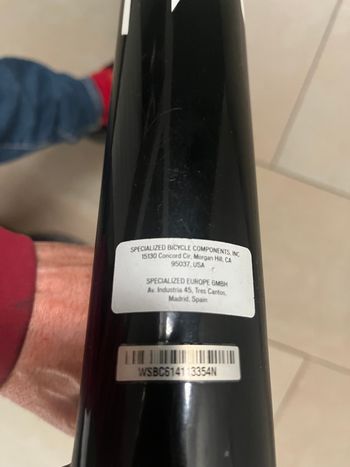 SPECIALIZED BICYCLE COMPONENTS, INC
15130 Concord Cir, Morgan Hill, CA
95037, USA
SPECIALIZED EUROPE GMBH
Av. Industria 45, Tres Cantos,
Madrid, Spain
WSBC614113354N